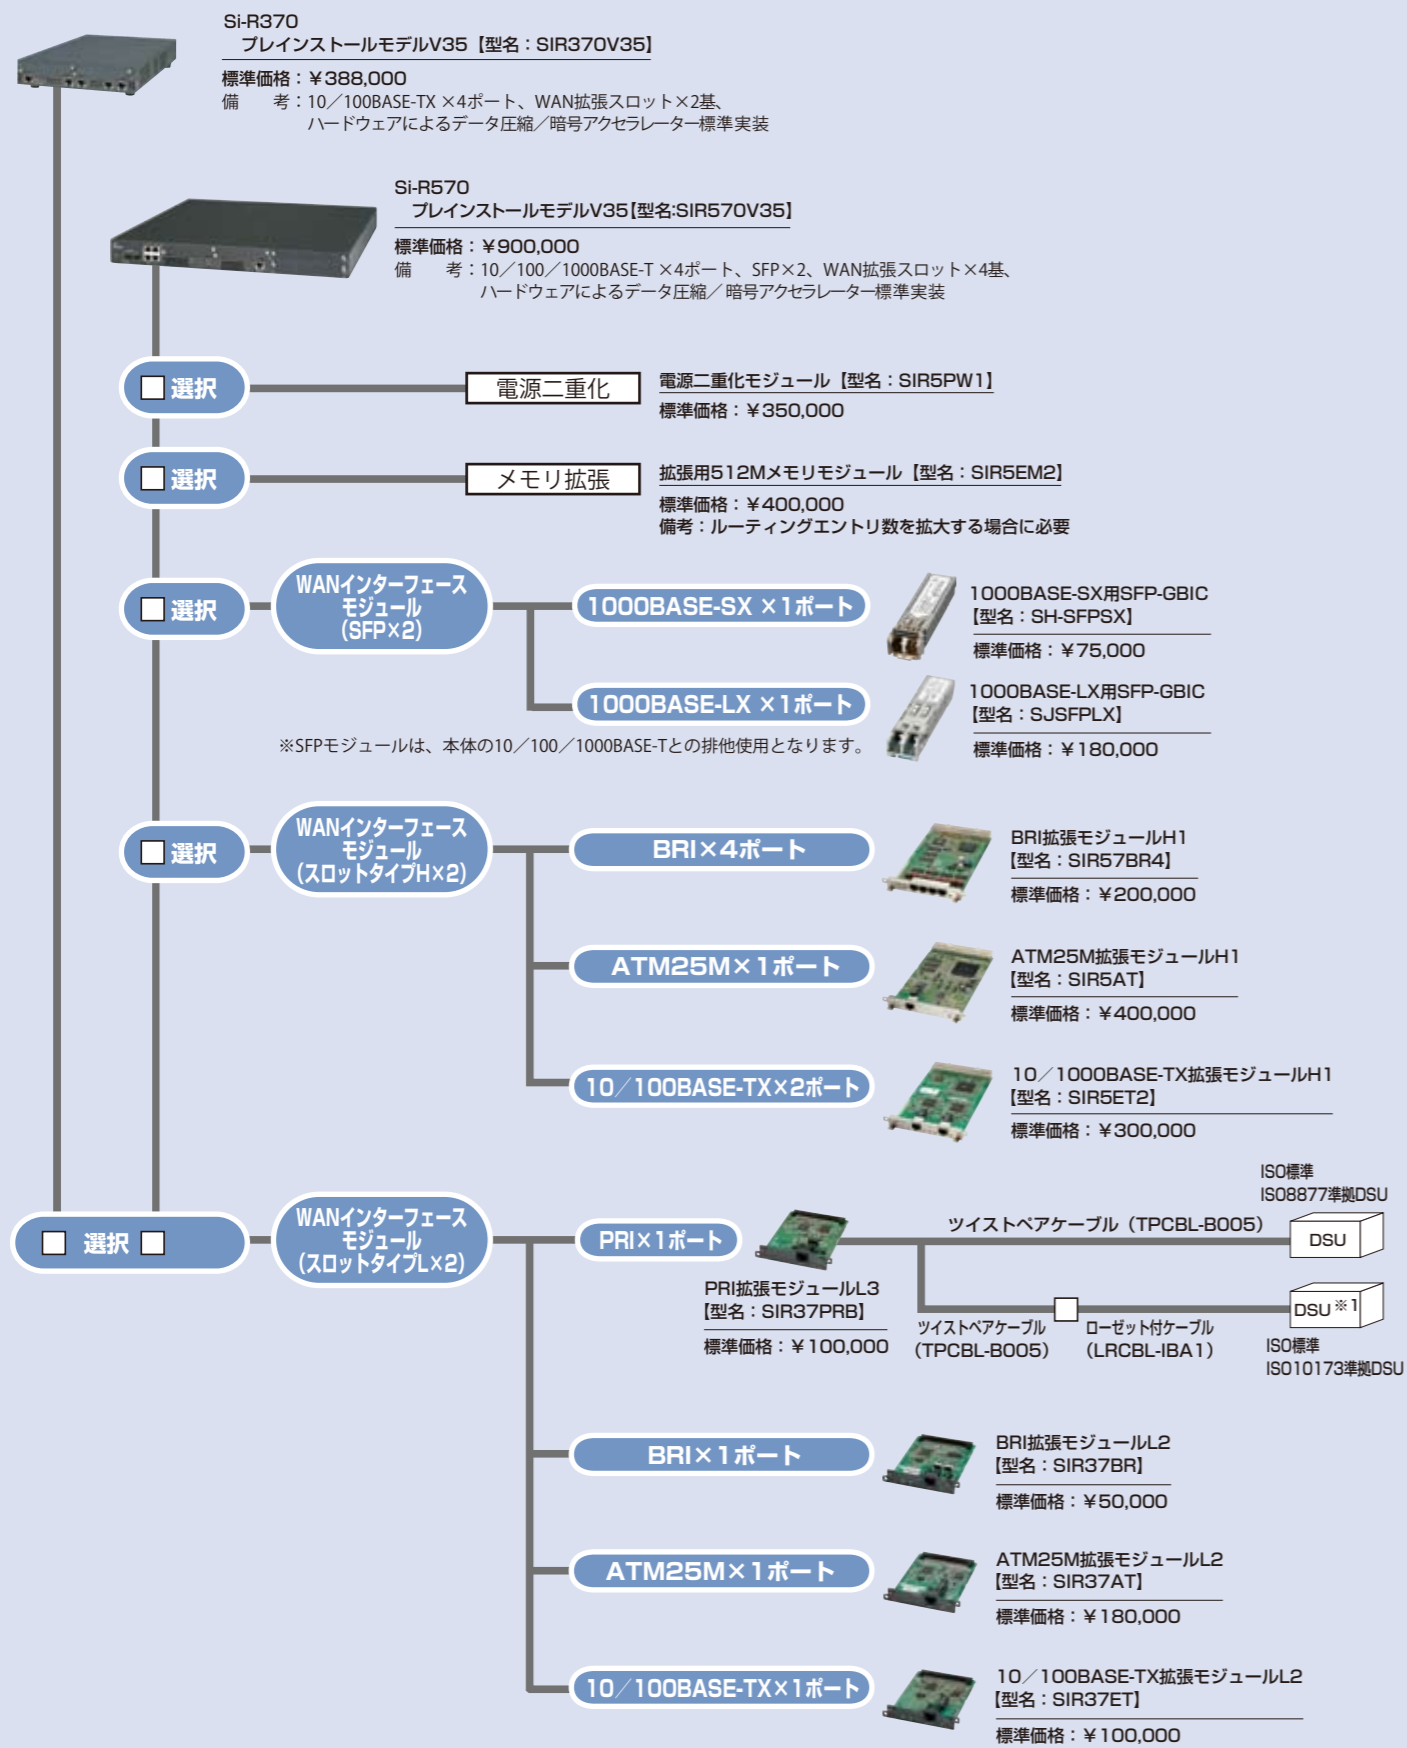 Si-R370
プレインストールモデルV35【型名：SIR370V35】
標準価格：￥388,000
備　　考：10／100BASE-TX ×4ポート、WAN拡張スロット×2基、
ハードウェアによるデータ圧縮／暗号アクセラレーター標準実装
Si-R570
プレインストールモデルV35【型名:SIR570V35】
標準価格：￥900,000
備　　考：10／100／1000BASE-T ×4ポート、SFP×2、WAN拡張スロット×4基、
ハードウェアによるデータ圧縮／暗号アクセラレーター標準実装
□ 選択
電源二重化
電源二重化モジュール【型名：SIR5PW1】
標準価格：￥350,000
□ 選択
メモリ拡張
拡張用512Mメモリモジュール【型名：SIR5EM2】
標準価格：￥400,000
備考：ルーティングエントリ数を拡大する場合に必要
□ 選択
WANインターフェース
モジュール
（SFP×2）
1000BASE-SX ×1ポート
1000BASE-SX用SFP-GBIC
【型名：SH-SFPSX】
標準価格：￥75,000
1000BASE-LX ×1ポート
1000BASE-LX用SFP-GBIC
【型名：SJSFPLX】
標準価格：￥180,000
※SFPモジュールは、本体の10／100／1000BASE-Tとの排他使用となります。
□ 選択
WANインターフェース
モジュール
（スロットタイプH×2）
BRI×4ポート
BRI拡張モジュールH1
【型名：SIR57BR4】
標準価格：￥200,000
ATM25M×1ポート
ATM25M拡張モジュールH1
【型名：SIR5AT】
標準価格：￥400,000
10／100BASE-TX×2ポート
10／1000BASE-TX拡張モジュールH1
【型名：SIR5ET2】
標準価格：￥300,000
□ 選択 □
WANインターフェース
モジュール
（スロットタイプL×2）
PRI×1ポート
PRI拡張モジュールL3
【型名：SIR37PRB】
標準価格：￥100,000
ツイストペアケーブル（TPCBL-B005）
ISO標準
ISO8877準拠DSU
DSU
ツイストペアケーブル
（TPCBL-B005）
ローゼット付ケーブル
（LRCBL-IBA1）
DSU※1
ISO標準
ISO10173準拠DSU
BRI×1ポート
BRI拡張モジュールL2
【型名：SIR37BR】
標準価格：￥50,000
ATM25M×1ポート
ATM25M拡張モジュールL2
【型名：SIR37AT】
標準価格：￥180,000
10／100BASE-TX×1ポート
10／100BASE-TX拡張モジュールL2
【型名：SIR37ET】
標準価格：￥100,000